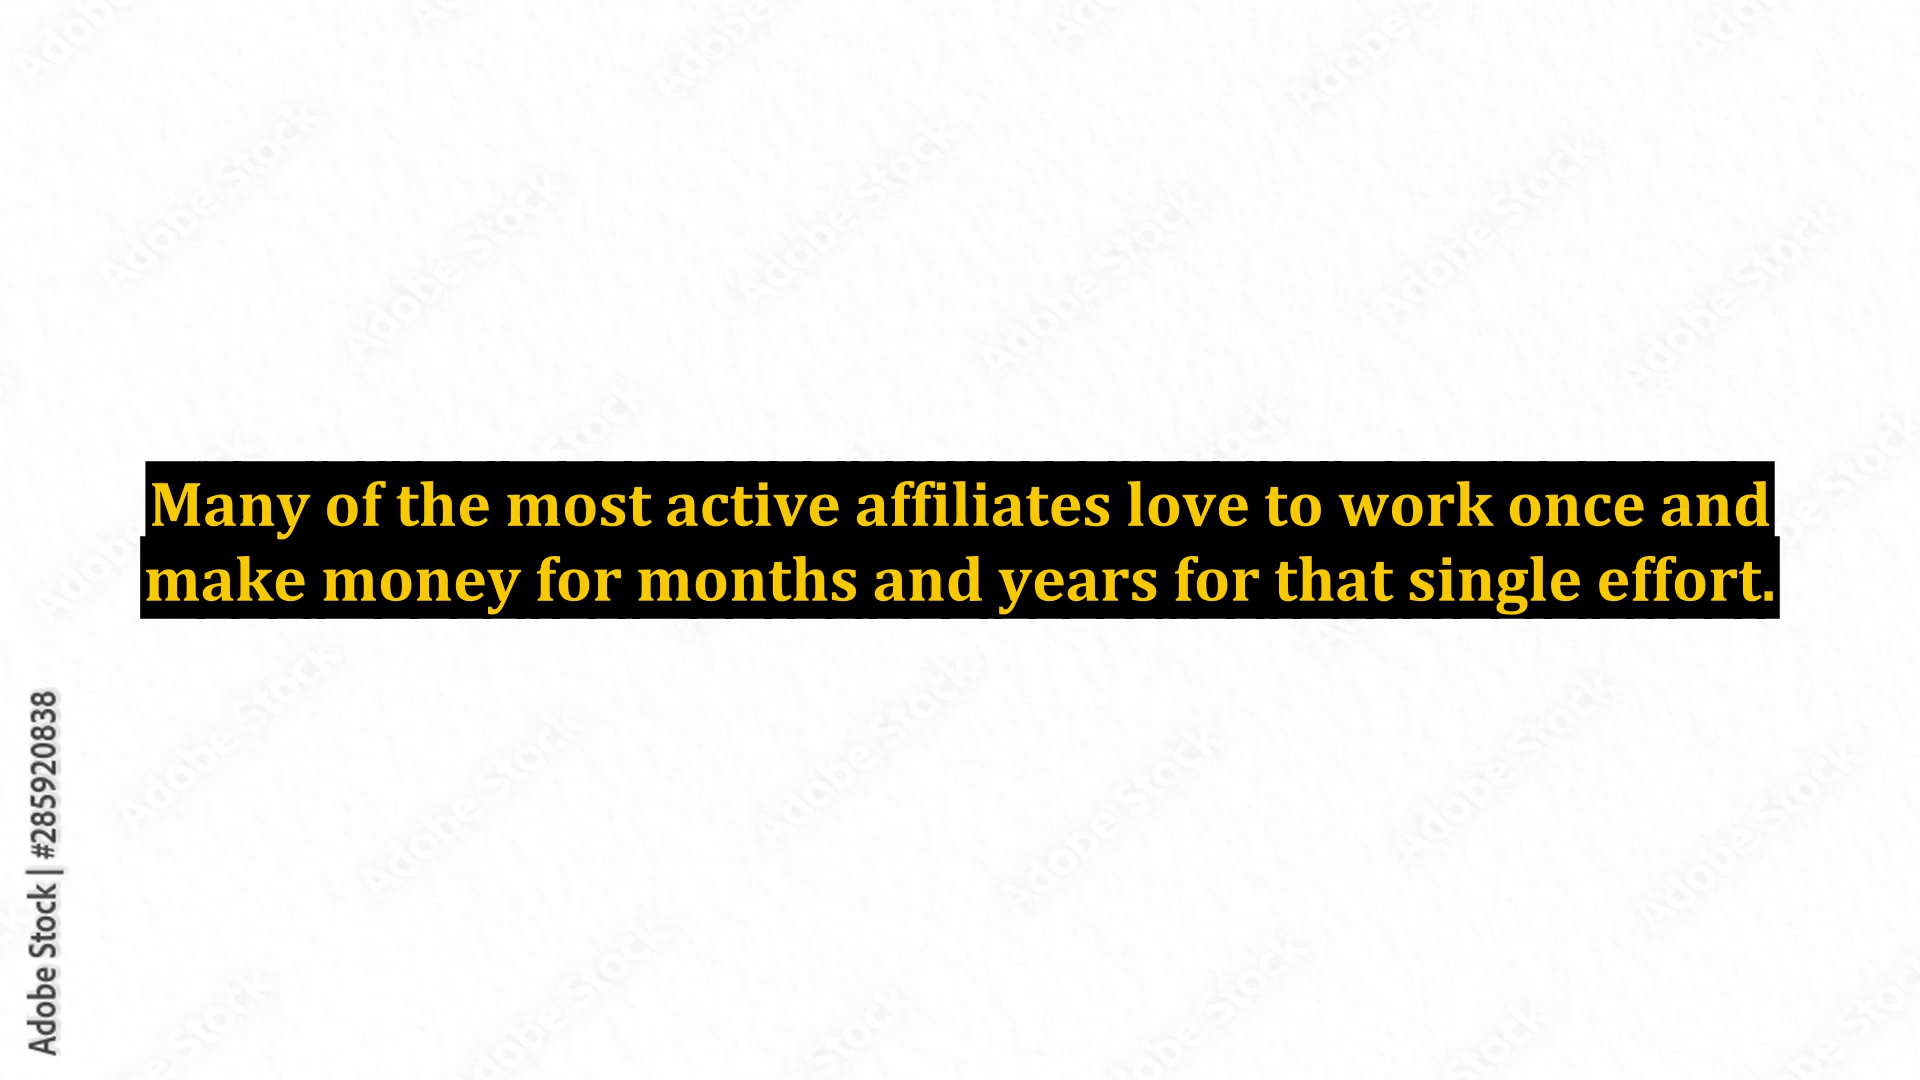 Many of the most active affiliates love to work once and
make money for months and years for that single effort.
Adobe Stock | #285920838